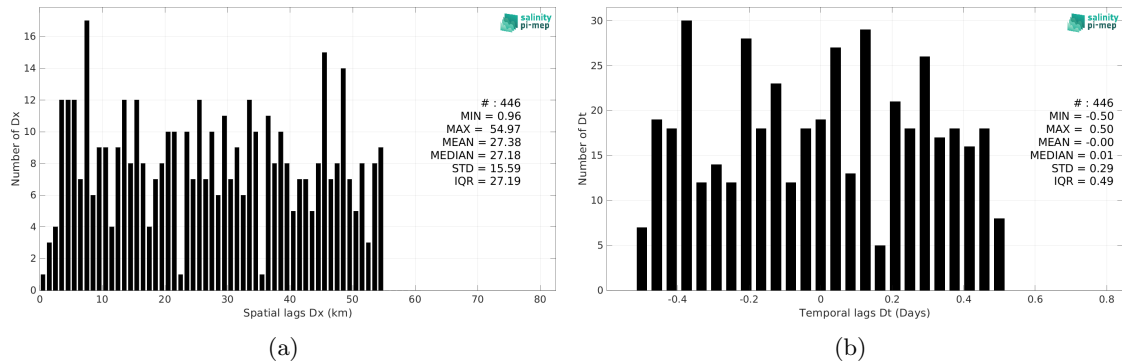 salinity
pi-mep
16
14
12
10
8
6
4
2
0
Number of Dx
# : 446
MIN = 0.96
MAX = 54.97
MEAN = 27.38
MEDIAN = 27.18
STD = 15.59
IQR = 27.19
0 10 20 30 40 50 60 70 80
Spatial lags Dx (km)
(a)
salinity
pi-mep
30
25
20
15
10
5
0
Number of Dt
# : 446
MIN = -0.50
MAX = 0.50
MEAN = -0.00
MEDIAN = 0.01
STD = 0.29
IQR = 0.49
-0.4 -0.2 0 0.2 0.4 0.6 0.8
Temporal lags Dt (Days)
(b)